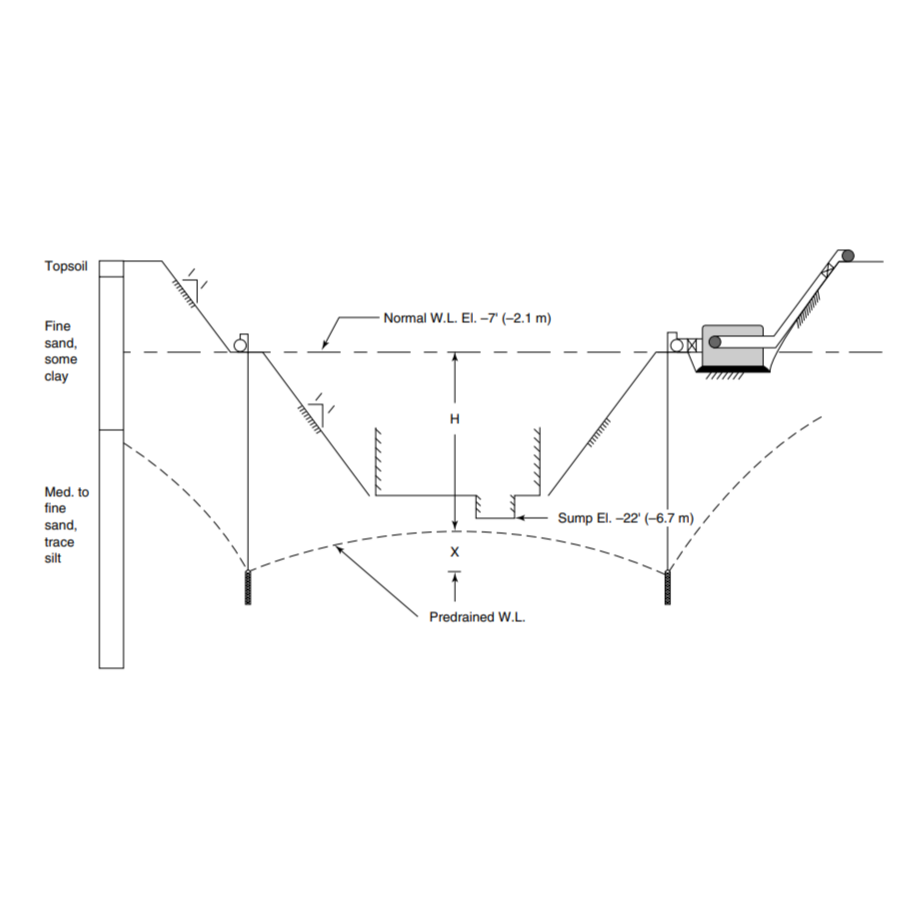 Topsoil
Fine
sand,
some
clay
Med. to
fine
sand,
trace
silt
Normal W.L. El. –7' (–2.1 m)
H
Sump El. –22' (–6.7 m)
X
Predrained W.L.